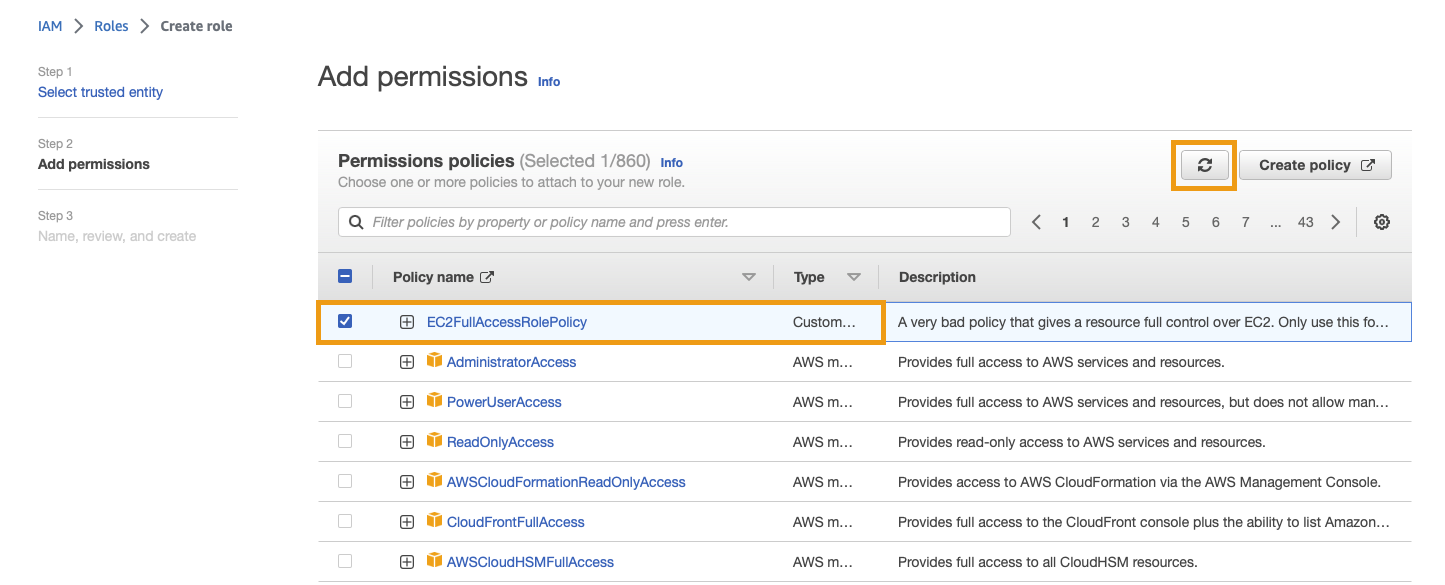 IAM > Roles > Create role
Step 1
Select trusted entity
Step 2
Add permissions
Step 3
Name, review, and create
Add permissions Info
Permissions policies (Selected 1/860) Info
Choose one or more policies to attach to your new role.
Create policy
Filter policies by property or policy name and press enter.
< 1 2 3 4 5 6 7 ... 43 >
Policy name Type Description
EC2FullAccessRolePolicy Custom… A very bad policy that gives a resource full control over EC2. Only use this fo…
AdministratorAccess AWS m… Provides full access to AWS services and resources.
PowerUserAccess AWS m… Provides full access to AWS services and resources, but does not allow man…
ReadOnlyAccess AWS m… Provides read-only access to AWS services and resources.
AWSCloudFormationReadOnlyAccess AWS m… Provides access to AWS CloudFormation via the AWS Management Console.
CloudFrontFullAccess AWS m… Provides full access to the CloudFront console plus the ability to list Amazon…
AWSCloudHSMFullAccess AWS m… Provides full access to all CloudHSM resources.